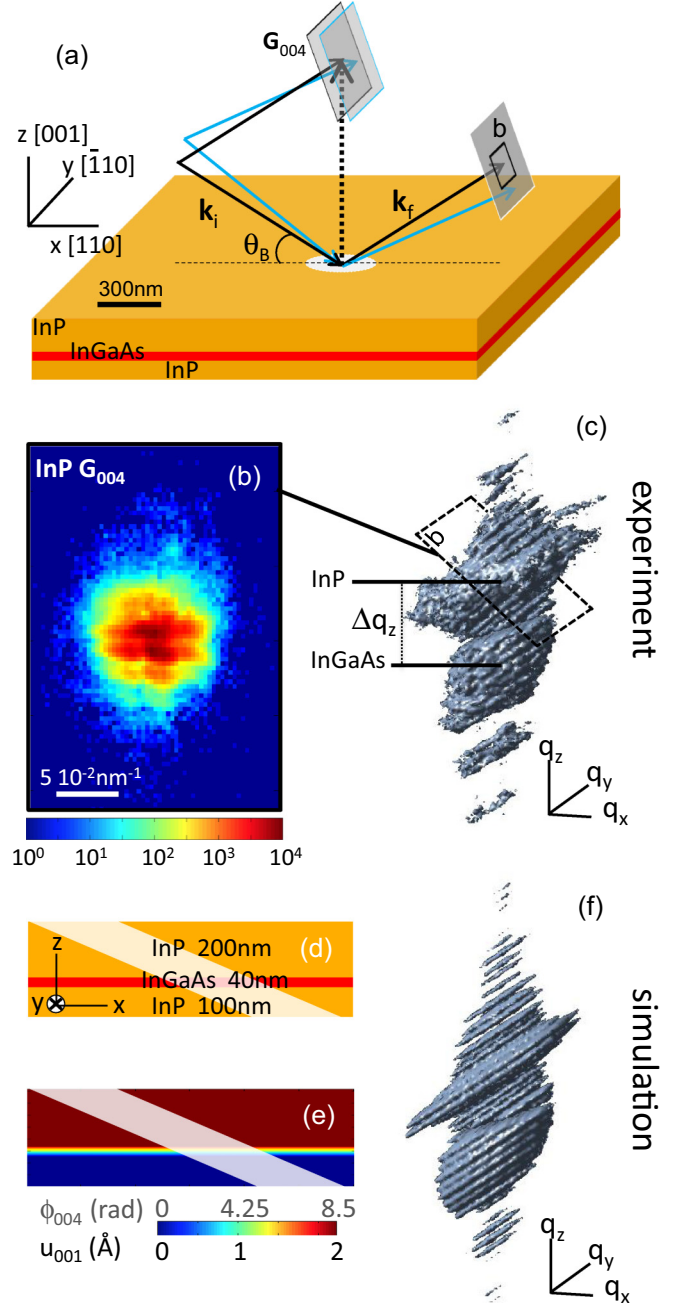 (a)
G004
z [001]
y [1̄10]
x [110]
ki
kf
b
θB
300nm
InP
InGaAs
InP
(b)
InP G004
5 10⁻²nm⁻¹
10⁰ 10¹ 10² 10³ 10⁴
(c)
experiment
b
InP
Δqz
InGaAs
qz
qy
qx
(d)
z
InP 200nm
InGaAs 40nm
y x
InP 100nm
(e)
ϕ004 (rad) 0 4.25 8.5
u001 (Å) 0 1 2
(f)
simulation
qz
qy
qx